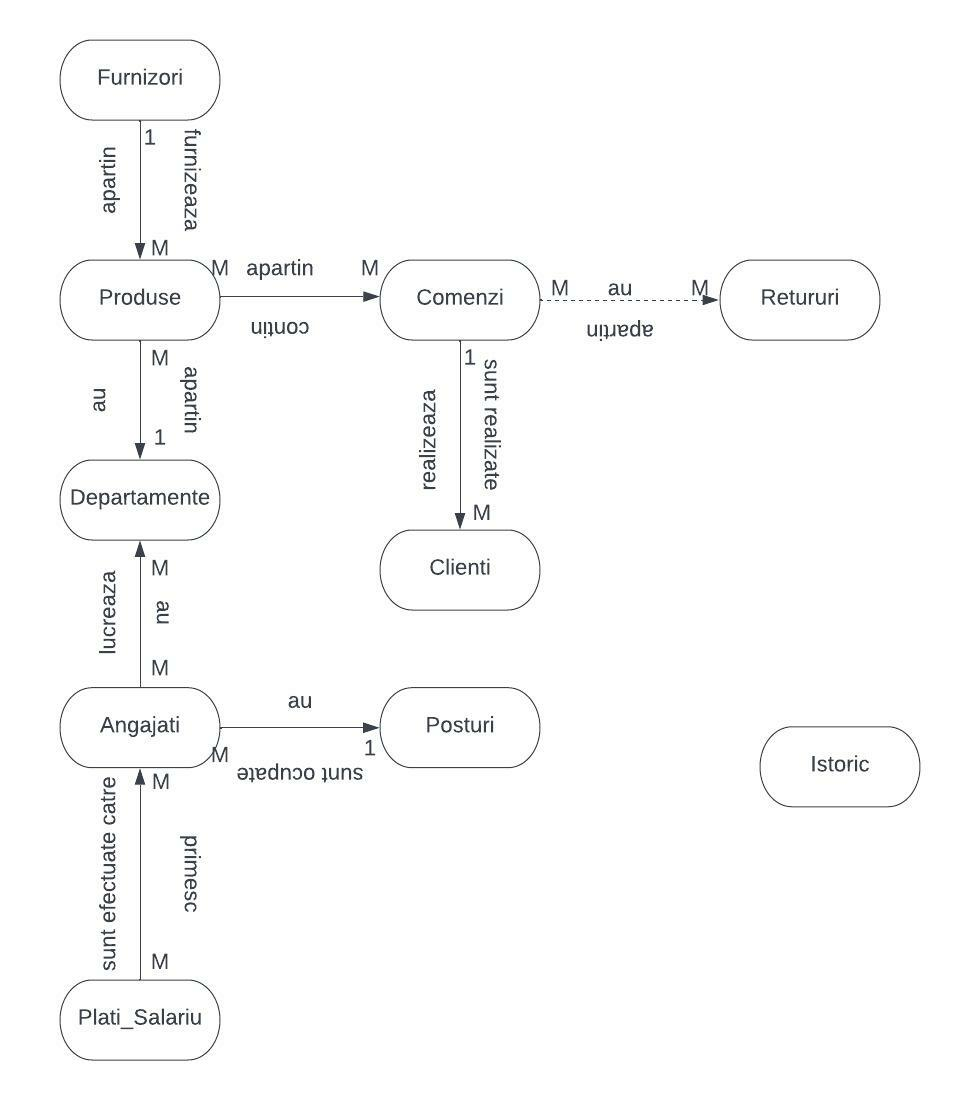 Furnizori
1
apartin
furnizeaza
M
Produse
M
apartin
M
contin
Comenzi
M
au
M
apartin
Retururi
M
au
apartin
1
Departamente
1
realizeaza
sunt realizate
M
Clienti
M
lucreaza
au
M
Angajati
au
M
1
sunt ocupate
Posturi
Istoric
M
sunt efectuate catre
primesc
M
Plati_Salariu